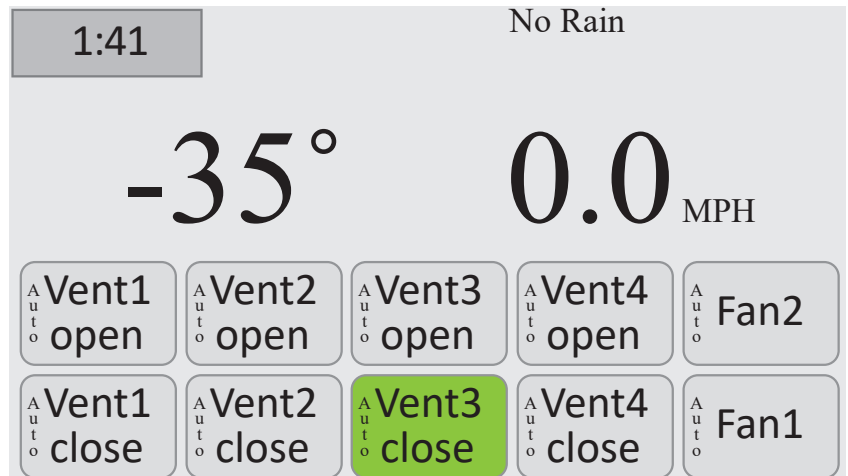 1:41
No Rain
-35°
0.0 MPH
Auto Vent1 open
Auto Vent2 open
Auto Vent3 open
Auto Vent4 open
Auto Fan2
Auto Vent1 close
Auto Vent2 close
Auto Vent3 close
Auto Vent4 close
Auto Fan1